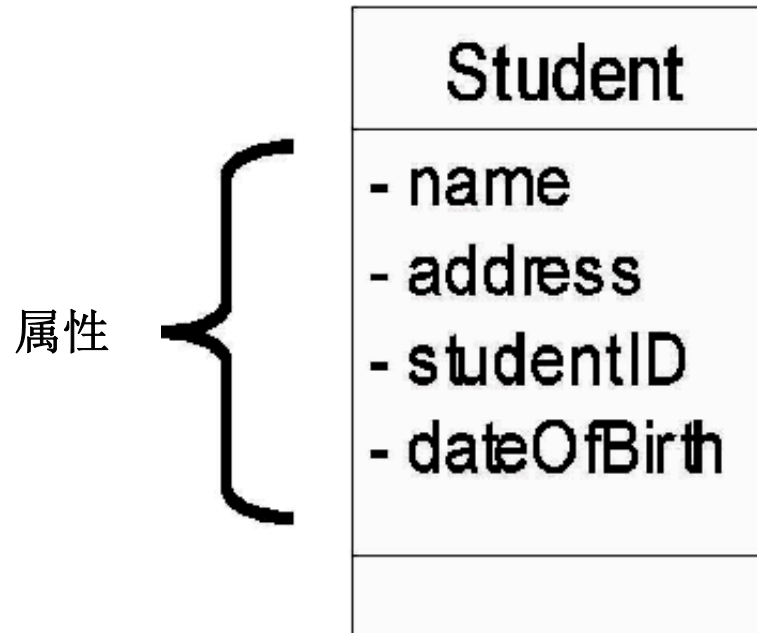 Student
- name
- address
属性
- studentID
- dateOfBirth